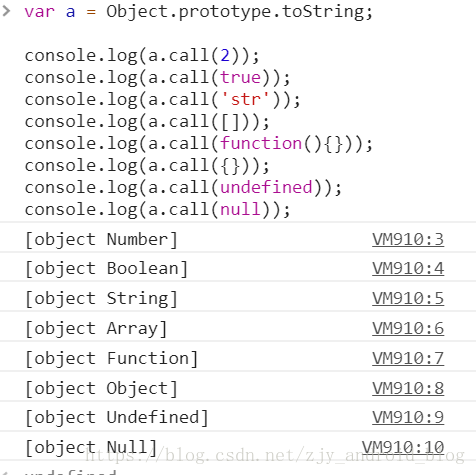 > var a = Object.prototype.toString;
console.log(a.call(2));
console.log(a.call(true));
console.log(a.call('str'));
console.log(a.call([]));
console.log(a.call(function(){}));
console.log(a.call({}));
console.log(a.call(undefined));
console.log(a.call(null));
[object Number] VM910:3
[object Boolean] VM910:4
[object String] VM910:5
[object Array] VM910:6
[object Function] VM910:7
[object Object] VM910:8
[object Undefined] VM910:9
[object Null] VM910:10
https://blog.csdn.net/zjy_android_blog
undefined